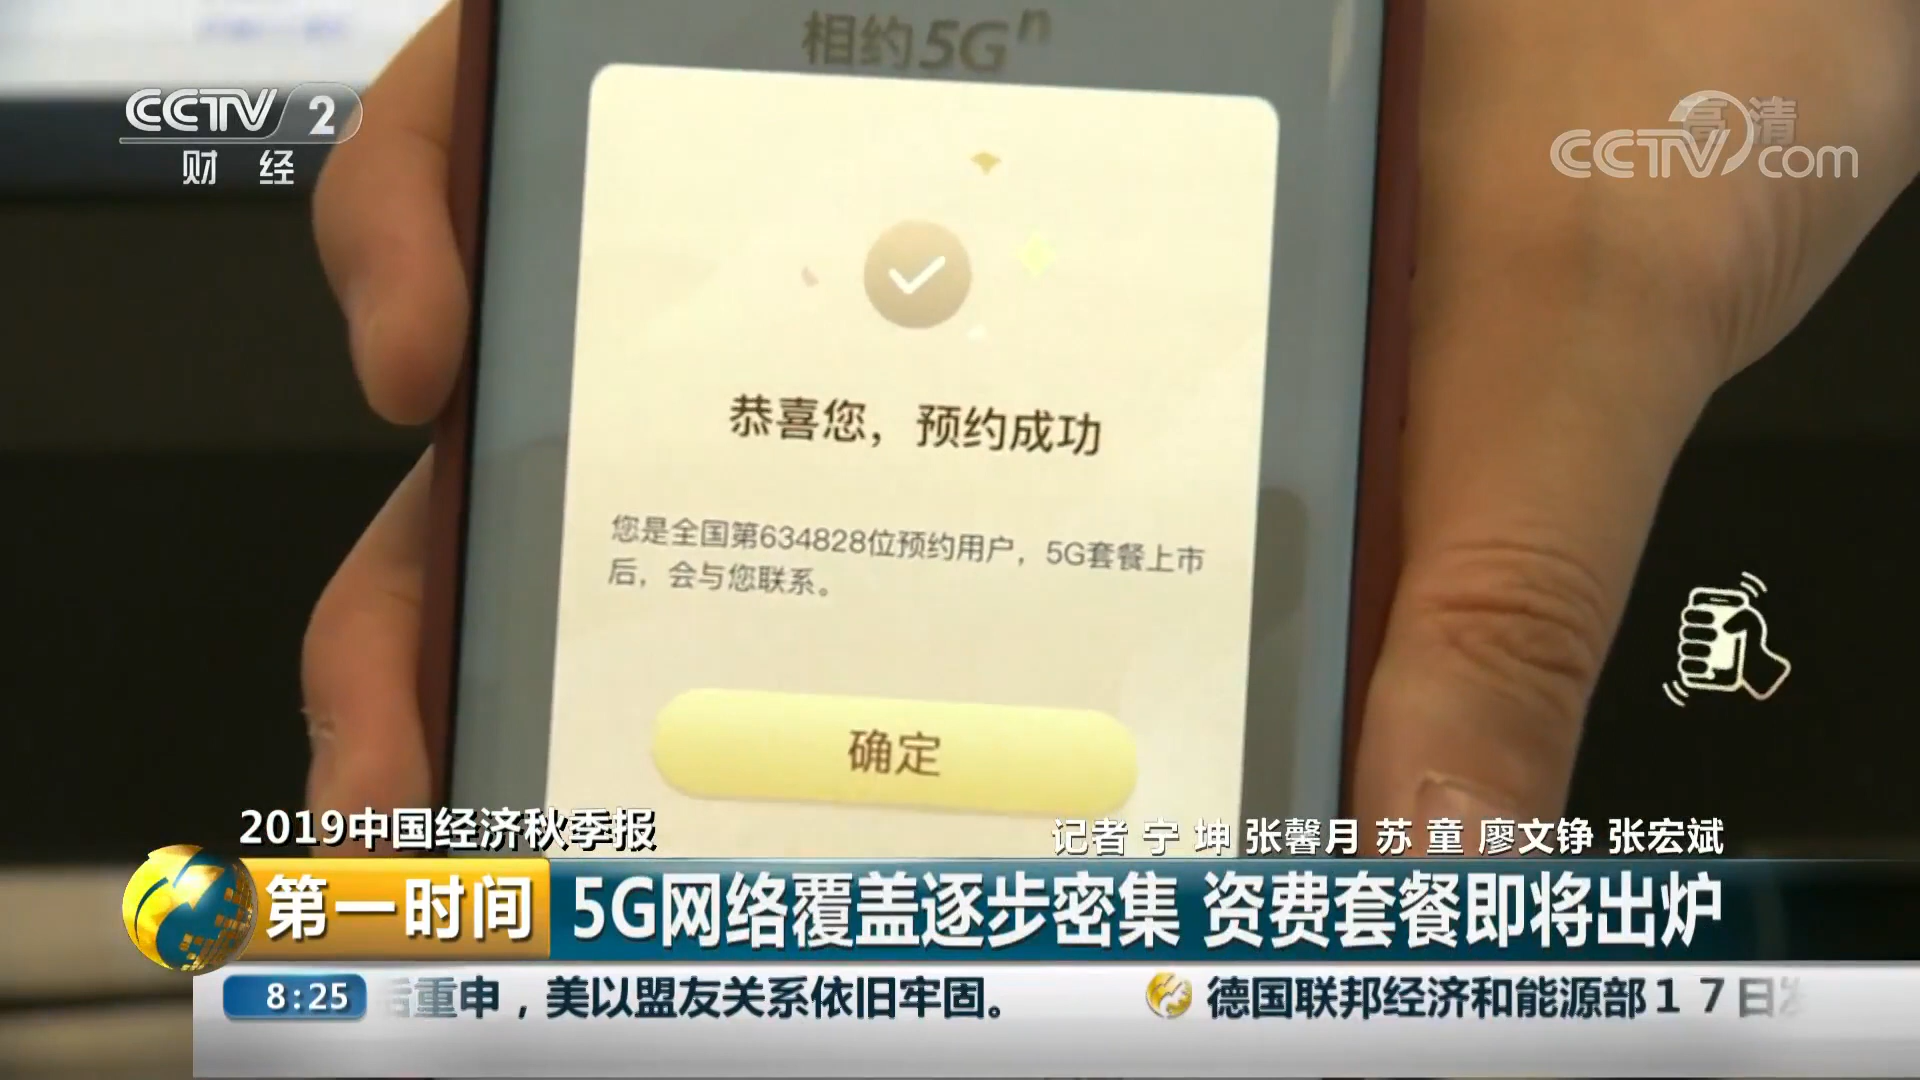 相约5Gⁿ
CCTV 2
财 经
高清
CCTV.com
恭喜您，预约成功
您是全国第634828位预约用户，5G套餐上市
后，会与您联系。
确定
2019中国经济秋季报
记者 宇 坤 张馨月 苏 童 廖文铮 张宏斌
第一时间
5G网络覆盖逐步密集 资费套餐即将出炉
8:25
后重申，美以盟友关系依旧牢固。
德国联邦经济和能源部17日发